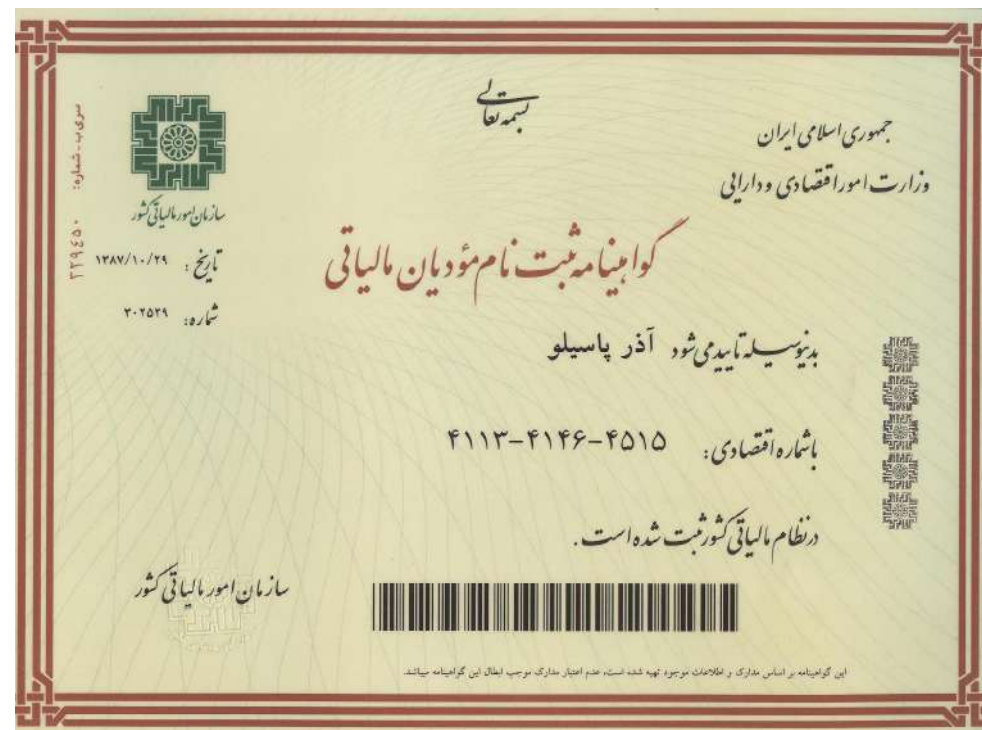 بسمه تعالی
جمهوری اسلامی ایران
وزارت امور اقتصادی و دارایی
سازمان امور مالیاتی کشور
سری ب - شماره: ۳۲۹٤٥۰
تاریخ : ۱۳۸۷/۱۰/۲۹
شماره: ۳۰۲۵۳۹
گواهینامه ثبت نام مؤدیان مالیاتی
بدینوسیله تایید می شود آذر پاسیلو
با شماره اقتصادی: ۴۱۱۳-۴۱۴۶-۴۵۱۵
در نظام مالیاتی کشور ثبت شده است .
سازمان امور مالیاتی کشور
این گواهینامه بر اساس مدارک و اطلاعات موجود تهیه شده است، عدم اعتبار مدارک موجب ابطال این گواهینامه میباشد.